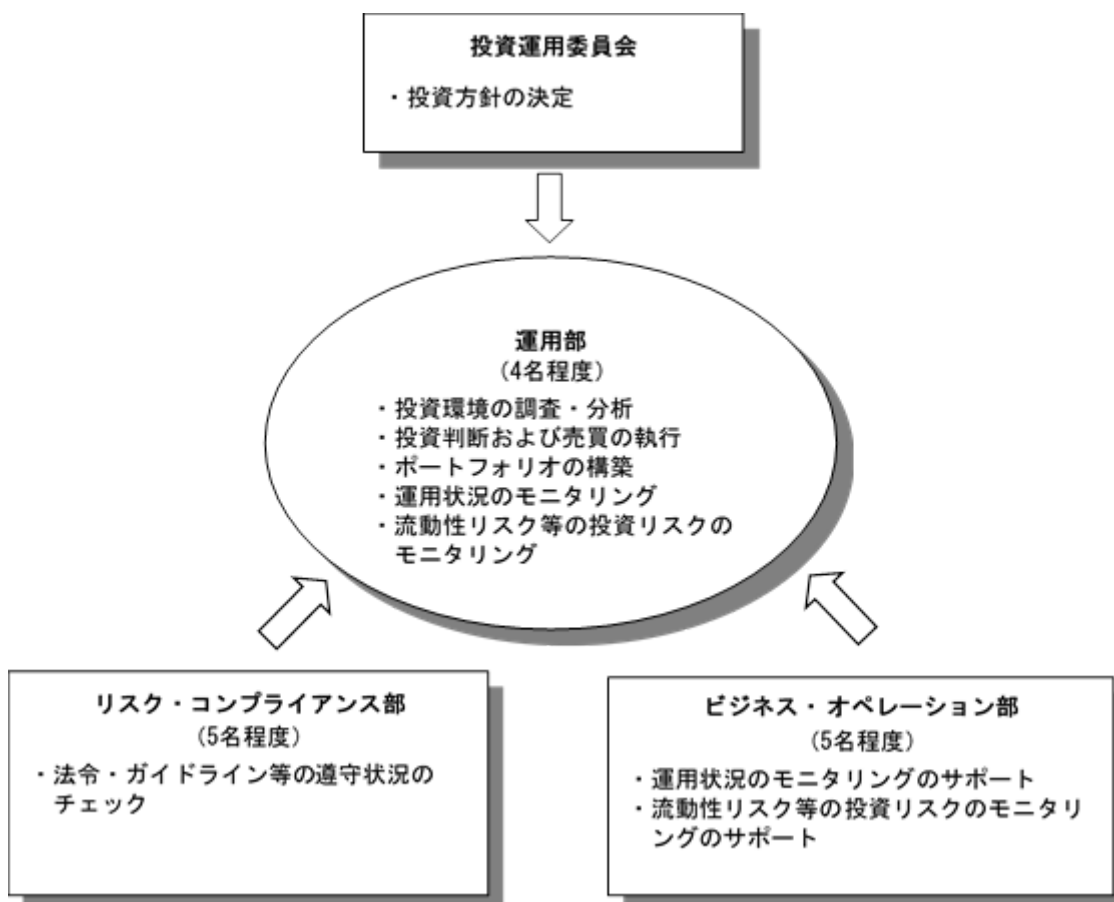 投資運用委員会
・投資方針の決定
運用部
（4名程度）
・投資環境の調査・分析
・投資判断および売買の執行
・ポートフォリオの構築
・運用状況のモニタリング
・流動性リスク等の投資リスクの
モニタリング
リスク・コンプライアンス部
（5名程度）
・法令・ガイドライン等の遵守状況の
チェック
ビジネス・オペレーション部
（5名程度）
・運用状況のモニタリングのサポート
・流動性リスク等の投資リスクのモニタリ
ングのサポート